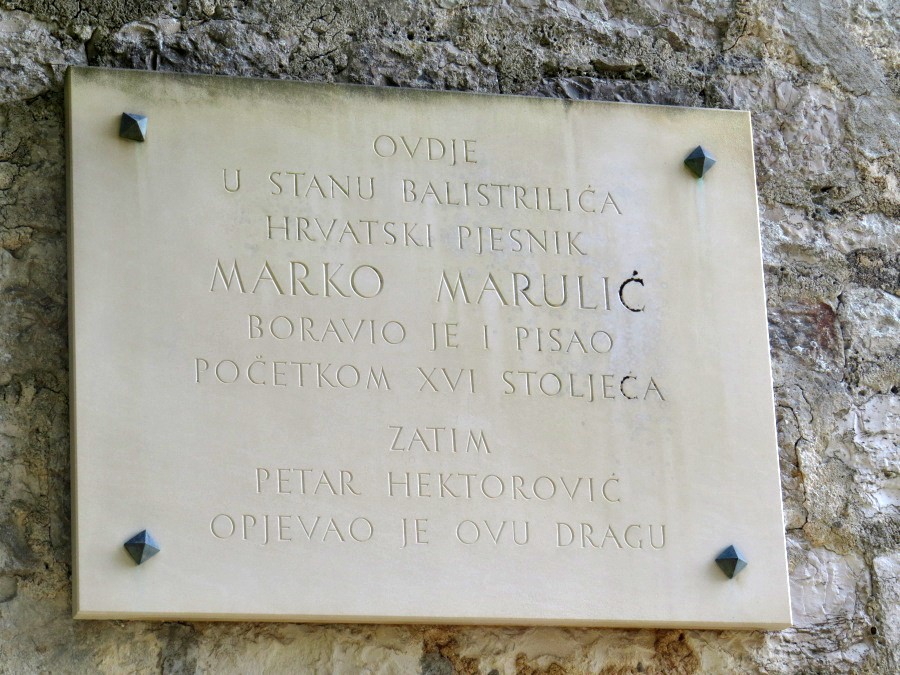 OVDJE
U STANU BALISTRILIĆA
HRVATSKI PJESNIK
MARKO MARULIĆ
BORAVIO JE I PISAO
POČETKOM XVI STOLJEĆA
ZATIM
PETAR HEKTOROVIĆ
OPJEVAO JE OVU DRAGU